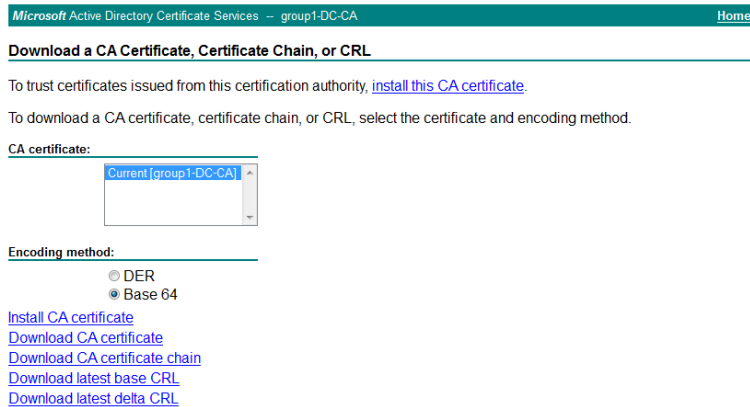 Microsoft Active Directory Certificate Services -- group1-DC-CA Home
Download a CA Certificate, Certificate Chain, or CRL
To trust certificates issued from this certification authority, install this CA certificate.
To download a CA certificate, certificate chain, or CRL, select the certificate and encoding method.
CA certificate:
Current [group1-DC-CA]
Encoding method:
DER
Base 64
Install CA certificate
Download CA certificate
Download CA certificate chain
Download latest base CRL
Download latest delta CRL